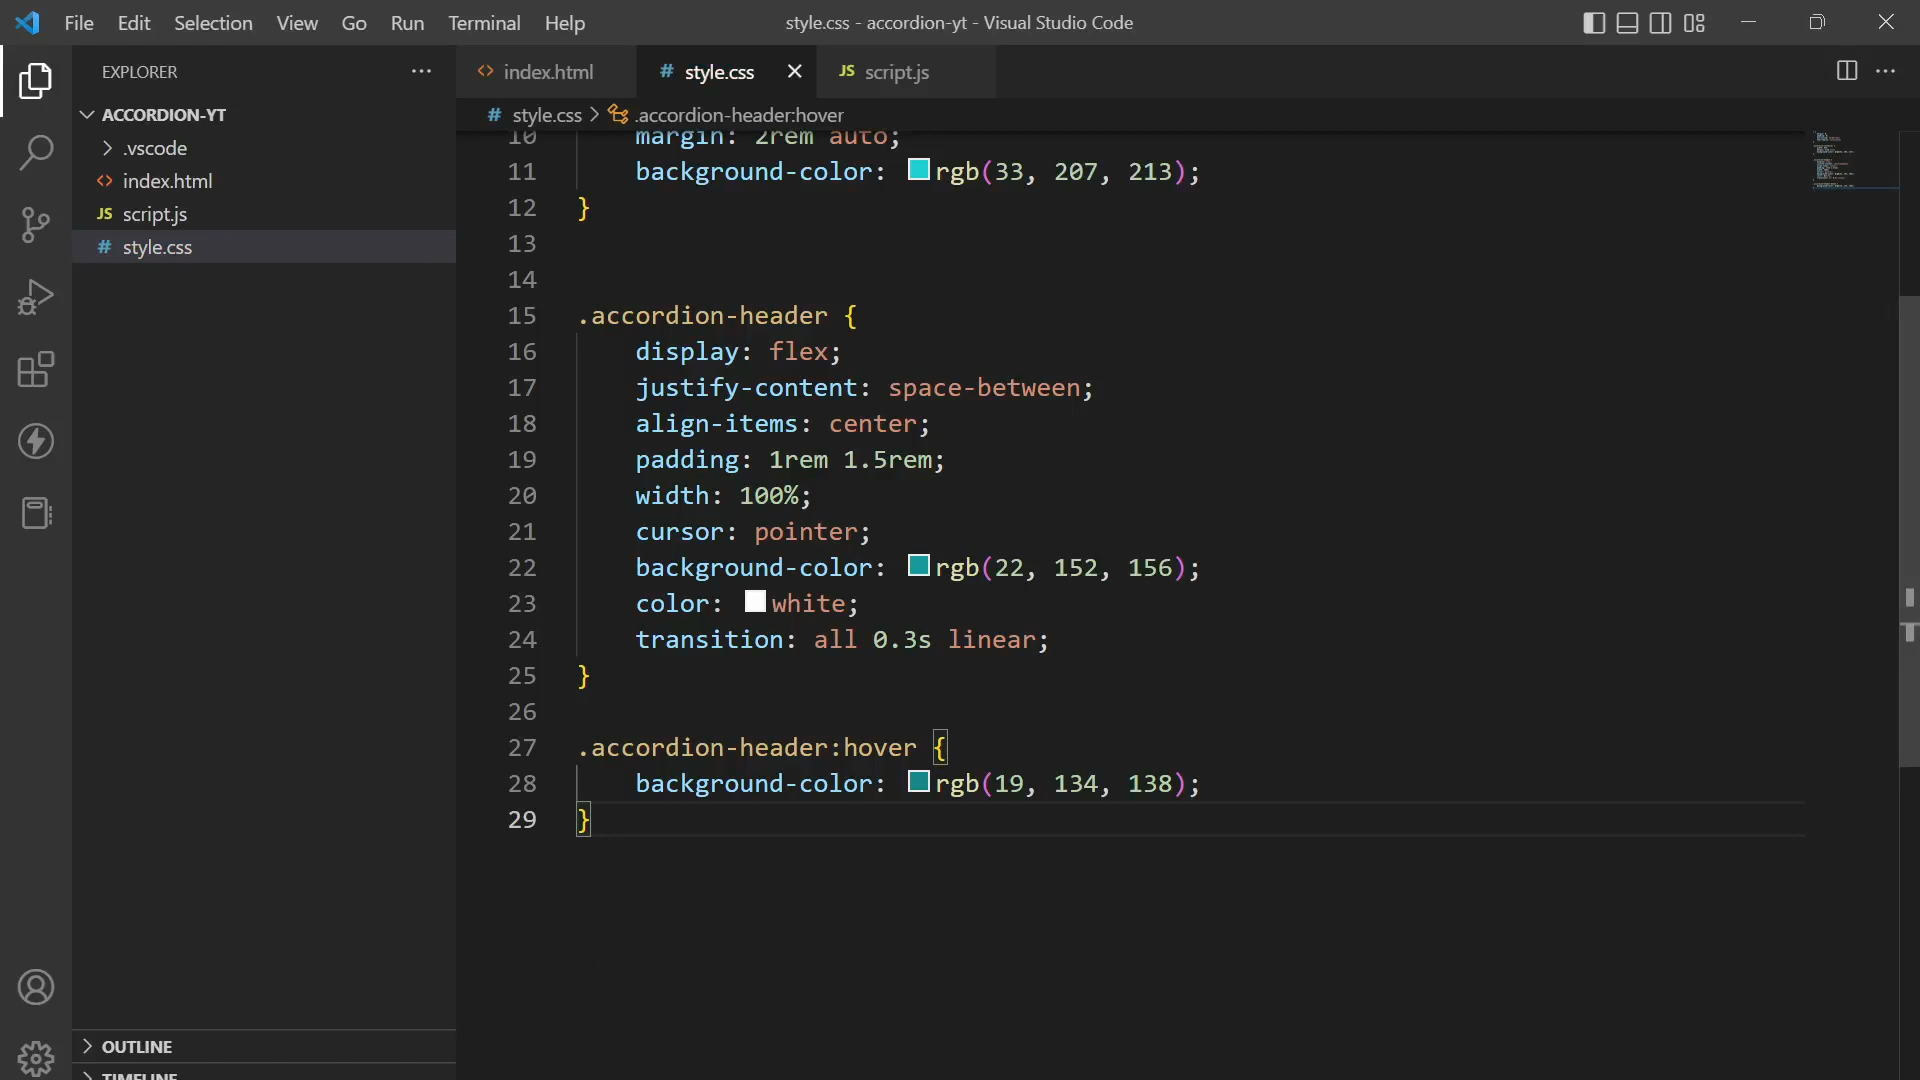 File Edit Selection View Go Run Terminal Help
style.css - accordion-yt - Visual Studio Code
EXPLORER
ACCORDION-YT
.vscode
<> index.html
JS script.js
# style.css
OUTLINE
TIMELINE
<> index.html
# style.css
JS script.js
# style.css > .accordion-header:hover
10 margin: 2rem auto;
11 background-color: rgb(33, 207, 213);
12 }
13
14
15 .accordion-header {
16 display: flex;
17 justify-content: space-between;
18 align-items: center;
19 padding: 1rem 1.5rem;
20 width: 100%;
21 cursor: pointer;
22 background-color: rgb(22, 152, 156);
23 color: white;
24 transition: all 0.3s linear;
25 }
26
27 .accordion-header:hover {
28 background-color: rgb(19, 134, 138);
29 }